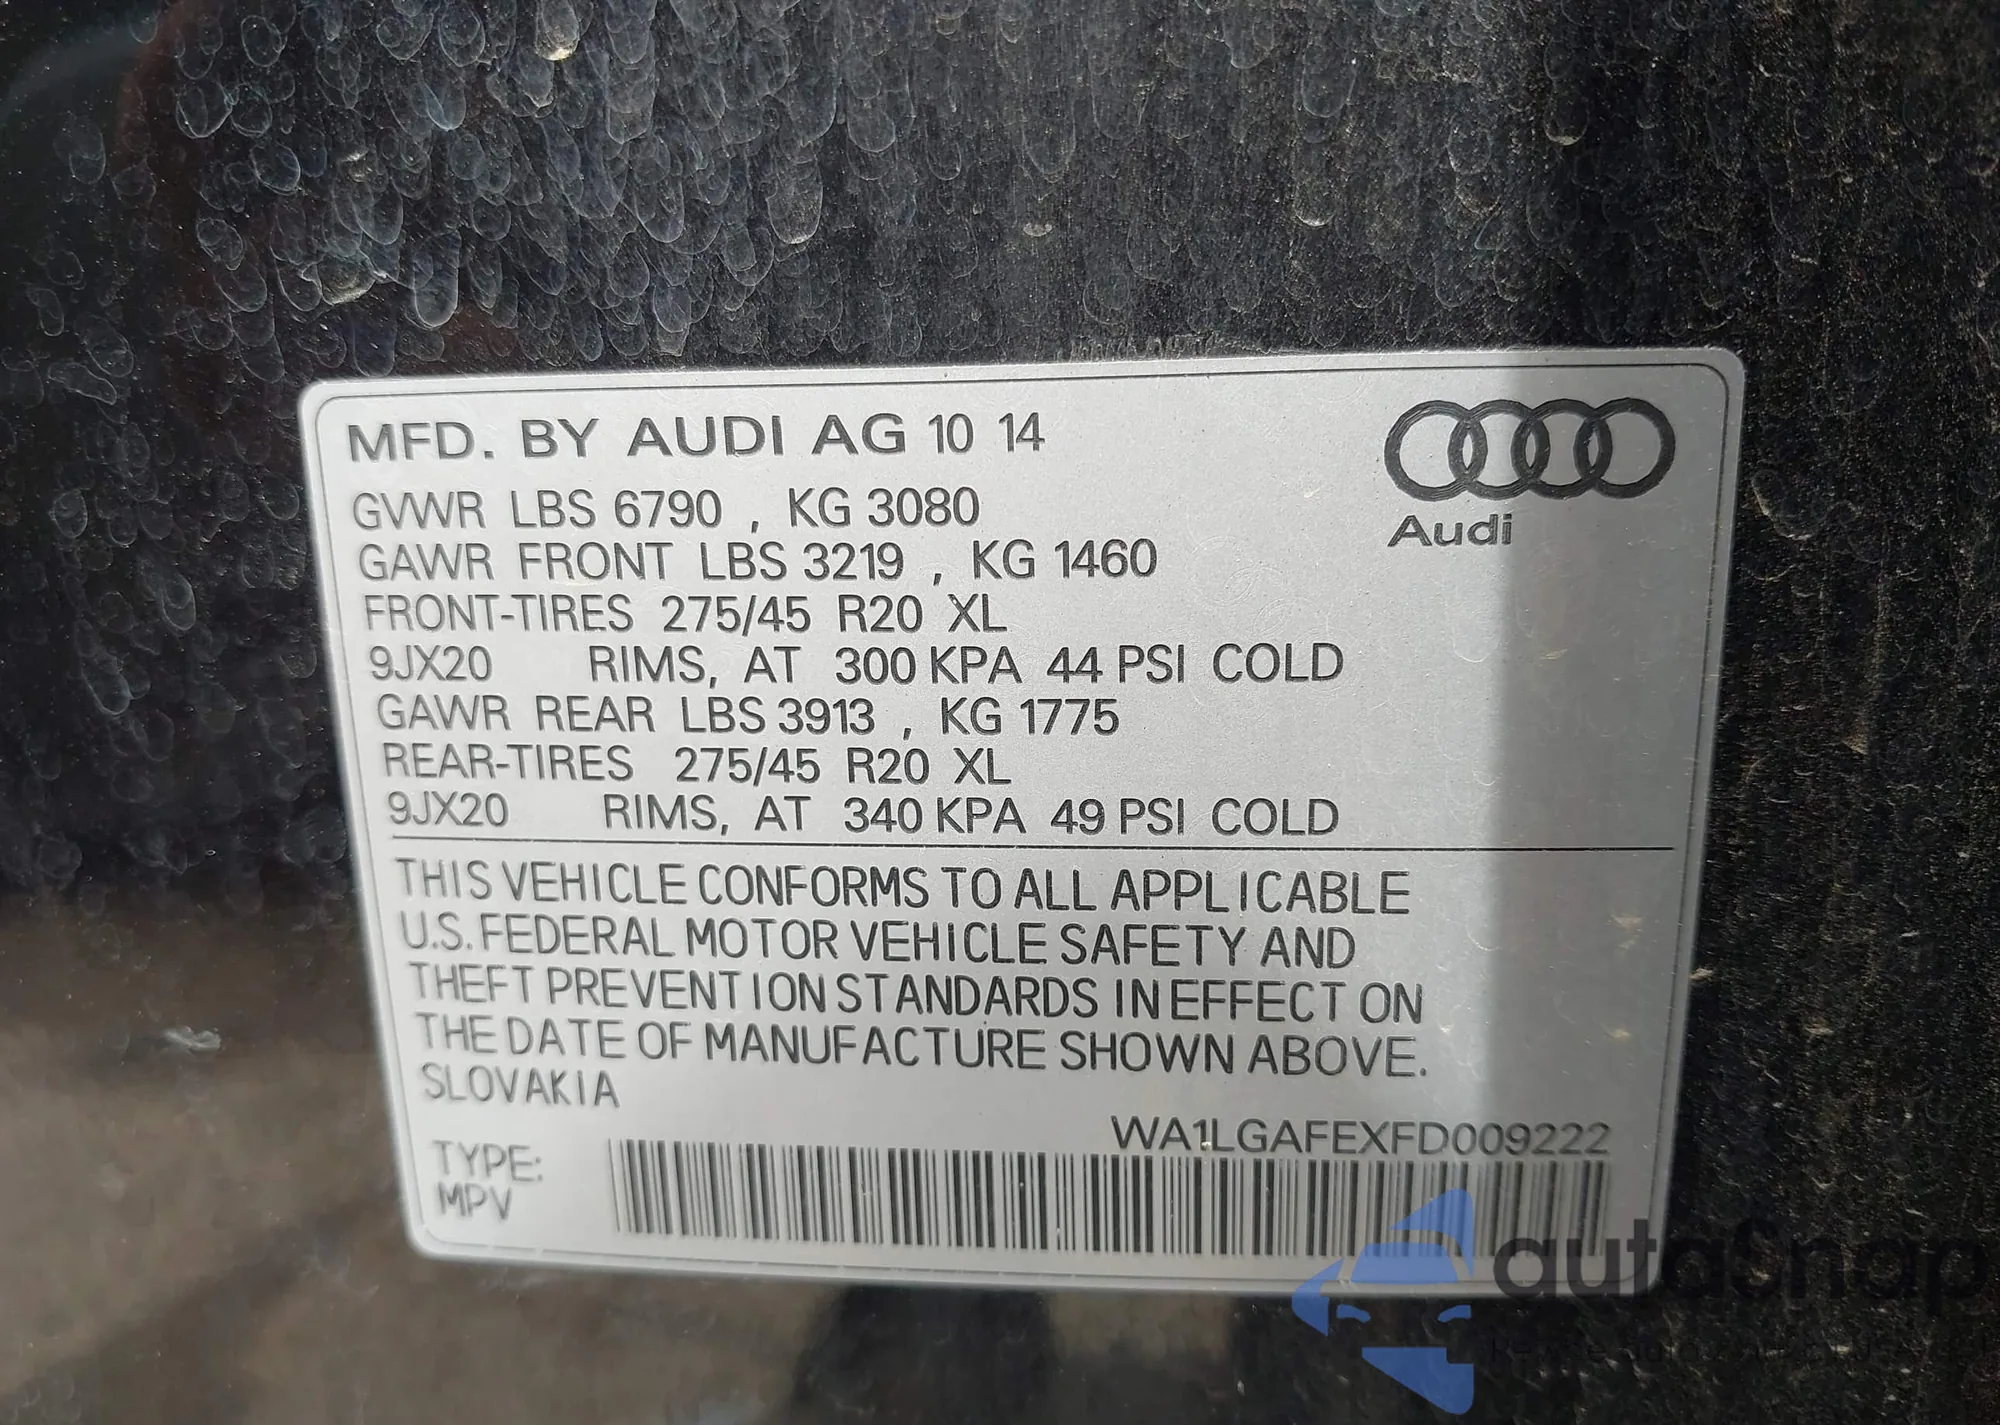 MFD. BY AUDI AG 10 14
GVWR LBS 6790 , KG 3080
GAWR FRONT LBS 3219 , KG 1460
FRONT-TIRES 275/45 R20 XL
9JX20 RIMS, AT 300 KPA 44 PSI COLD
GAWR REAR LBS 3913 , KG 1775
REAR-TIRES 275/45 R20 XL
9JX20 RIMS, AT 340 KPA 49 PSI COLD
Audi
THIS VEHICLE CONFORMS TO ALL APPLICABLE
U.S. FEDERAL MOTOR VEHICLE SAFETY AND
THEFT PREVENTION STANDARDS IN EFFECT ON
THE DATE OF MANUFACTURE SHOWN ABOVE.
SLOVAKIA
WA1LGAFEXFD009222
TYPE:
MPV
autoSnap